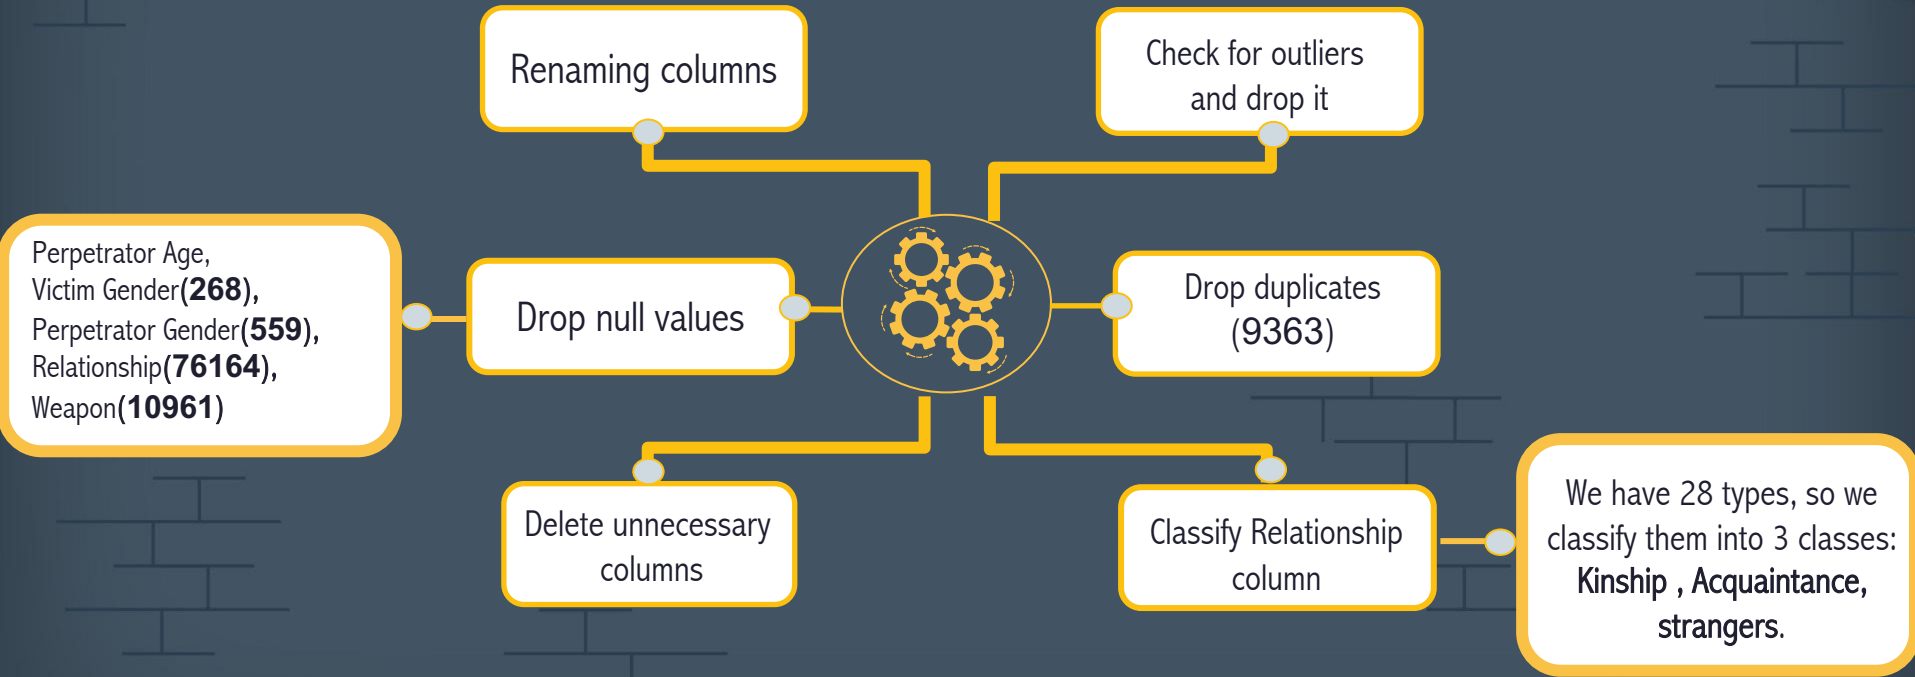 Renaming columns
Check for outliers
and drop it
Perpetrator Age,
Victim Gender(268),
Perpetrator Gender(559),
Relationship(76164),
Weapon(10961)
Drop null values
Drop duplicates
(9363)
Delete unnecessary
columns
Classify Relationship
column
We have 28 types, so we
classify them into 3 classes:
Kinship , Acquaintance,
strangers.